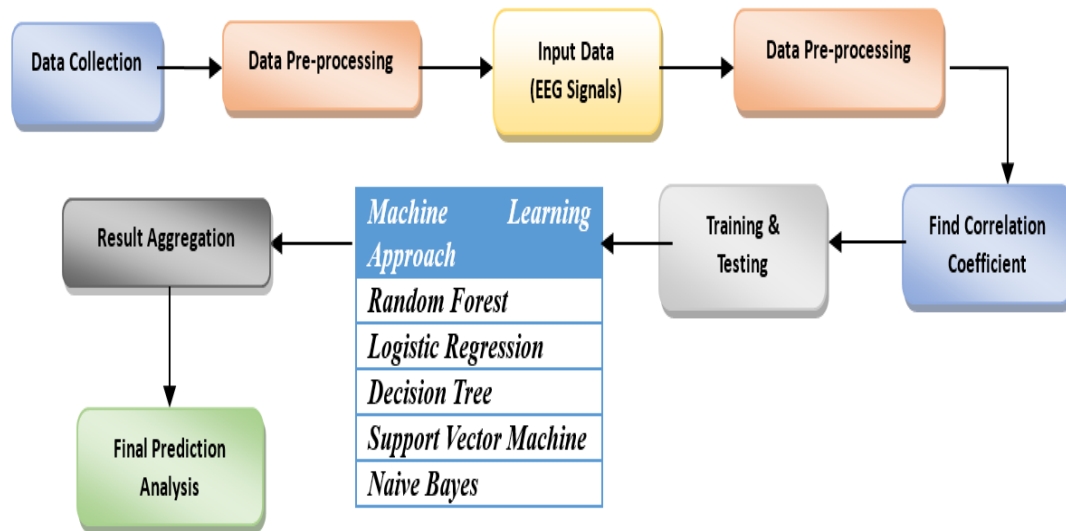 Data Collection
Data Pre-processing
Input Data
(EEG Signals)
Data Pre-processing
Find Correlation
Coefficient
Training &
Testing
Machine Learning
Approach
Random Forest
Logistic Regression
Decision Tree
Support Vector Machine
Naive Bayes
Result Aggregation
Final Prediction
Analysis